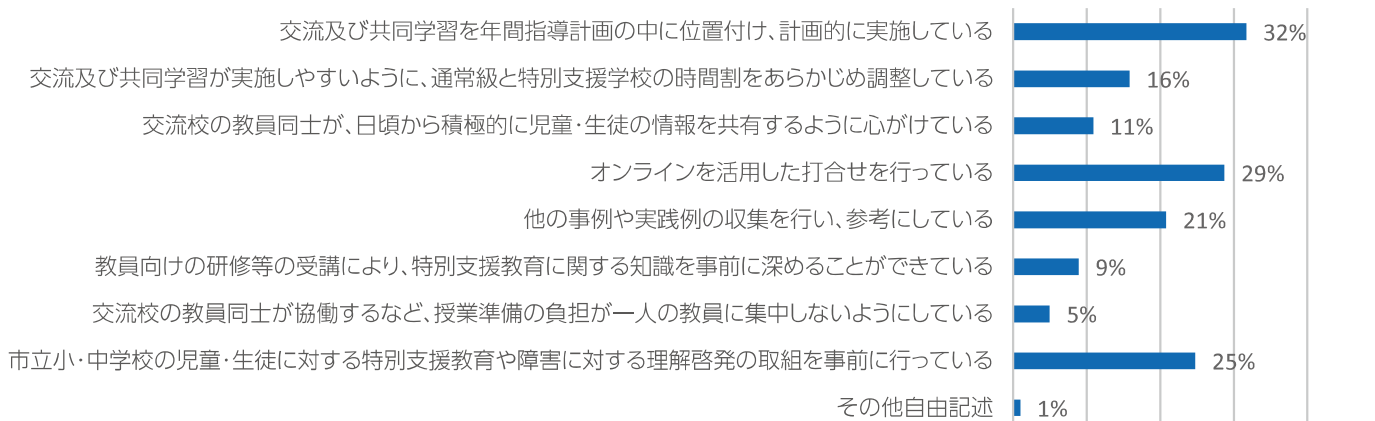 交流及び共同学習を年間指導計画の中に位置付け、計画的に実施している 32%
交流及び共同学習が実施しやすいように、通常級と特別支援学校の時間割をあらかじめ調整している 16%
交流校の教員同士が、日頃から積極的に児童・生徒の情報を共有するように心がけている 11%
オンラインを活用した打合せを行っている 29%
他の事例や実践例の収集を行い、参考にしている 21%
教員向けの研修等の受講により、特別支援教育に関する知識を事前に深めることができている 9%
交流校の教員同士が協働するなど、授業準備の負担が一人の教員に集中しないようにしている 5%
市立小・中学校の児童・生徒に対する特別支援教育や障害に対する理解啓発の取組を事前に行っている 25%
その他自由記述 1%